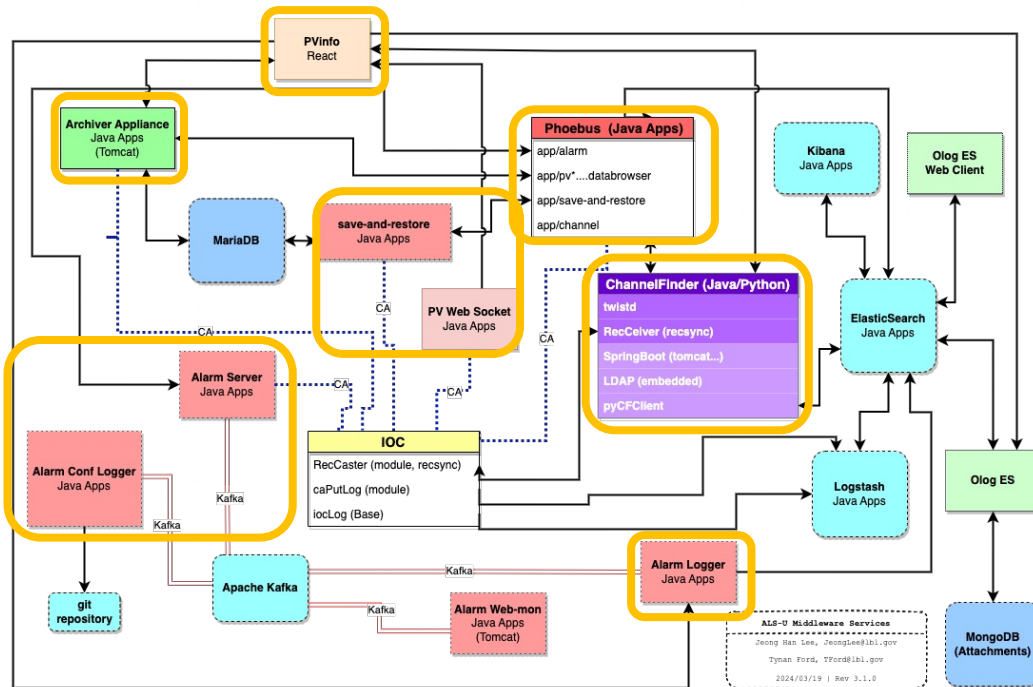 PVinfo
React
Archiver Appliance
Java Apps
(Tomcat)
Phoebus (Java Apps)
app/alarm
app/pv*....databrowser
app/save-and-restore
app/channel
Kibana
Java Apps
Olog ES
Web Client
MariaDB
save-and-restore
Java Apps
CA
PV Web Socket
Java Apps
ChannelFinder (Java/Python)
twistd
RecCeiver (recsync)
SpringBoot (tomcat...)
LDAP (embedded)
pyCFClient
ElasticSearch
Java Apps
CA
CA
Alarm Server
Java Apps
CA
CA
IOC
RecCaster (module, recsync)
caPutLog (module)
iocLog (Base)
Alarm Conf Logger
Java Apps
Kafka
Kafka
Logstash
Java Apps
Olog ES
Apache Kafka
Kafka
Alarm Logger
Java Apps
git
repository
Kafka
Alarm Web-mon
Java Apps
(Tomcat)
ALS-U Middleware Services
Jeong Han Lee, JeongLee@lbl.gov
Tynan Ford, TFord@lbl.gov
2024/03/19 | Rev 3.1.0
MongoDB
(Attachments)